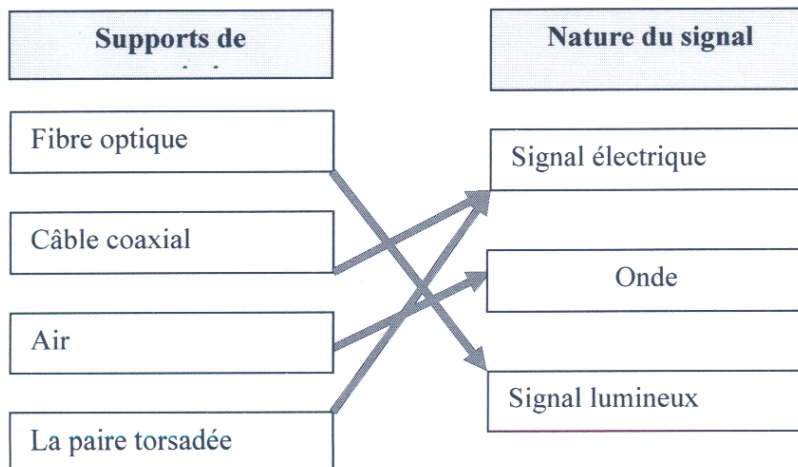 Supports de
Nature du signal
Fibre optique
Signal électrique
Câble coaxial
Onde
Air
Signal lumineux
La paire torsadée